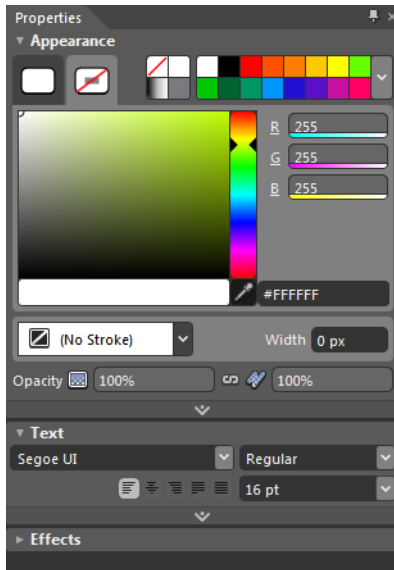 Properties
Appearance
R 255
G 255
B 255
#FFFFFF
(No Stroke) Width 0 px
Opacity 100% 100%
Text
Segoe UI Regular
16 pt
Effects